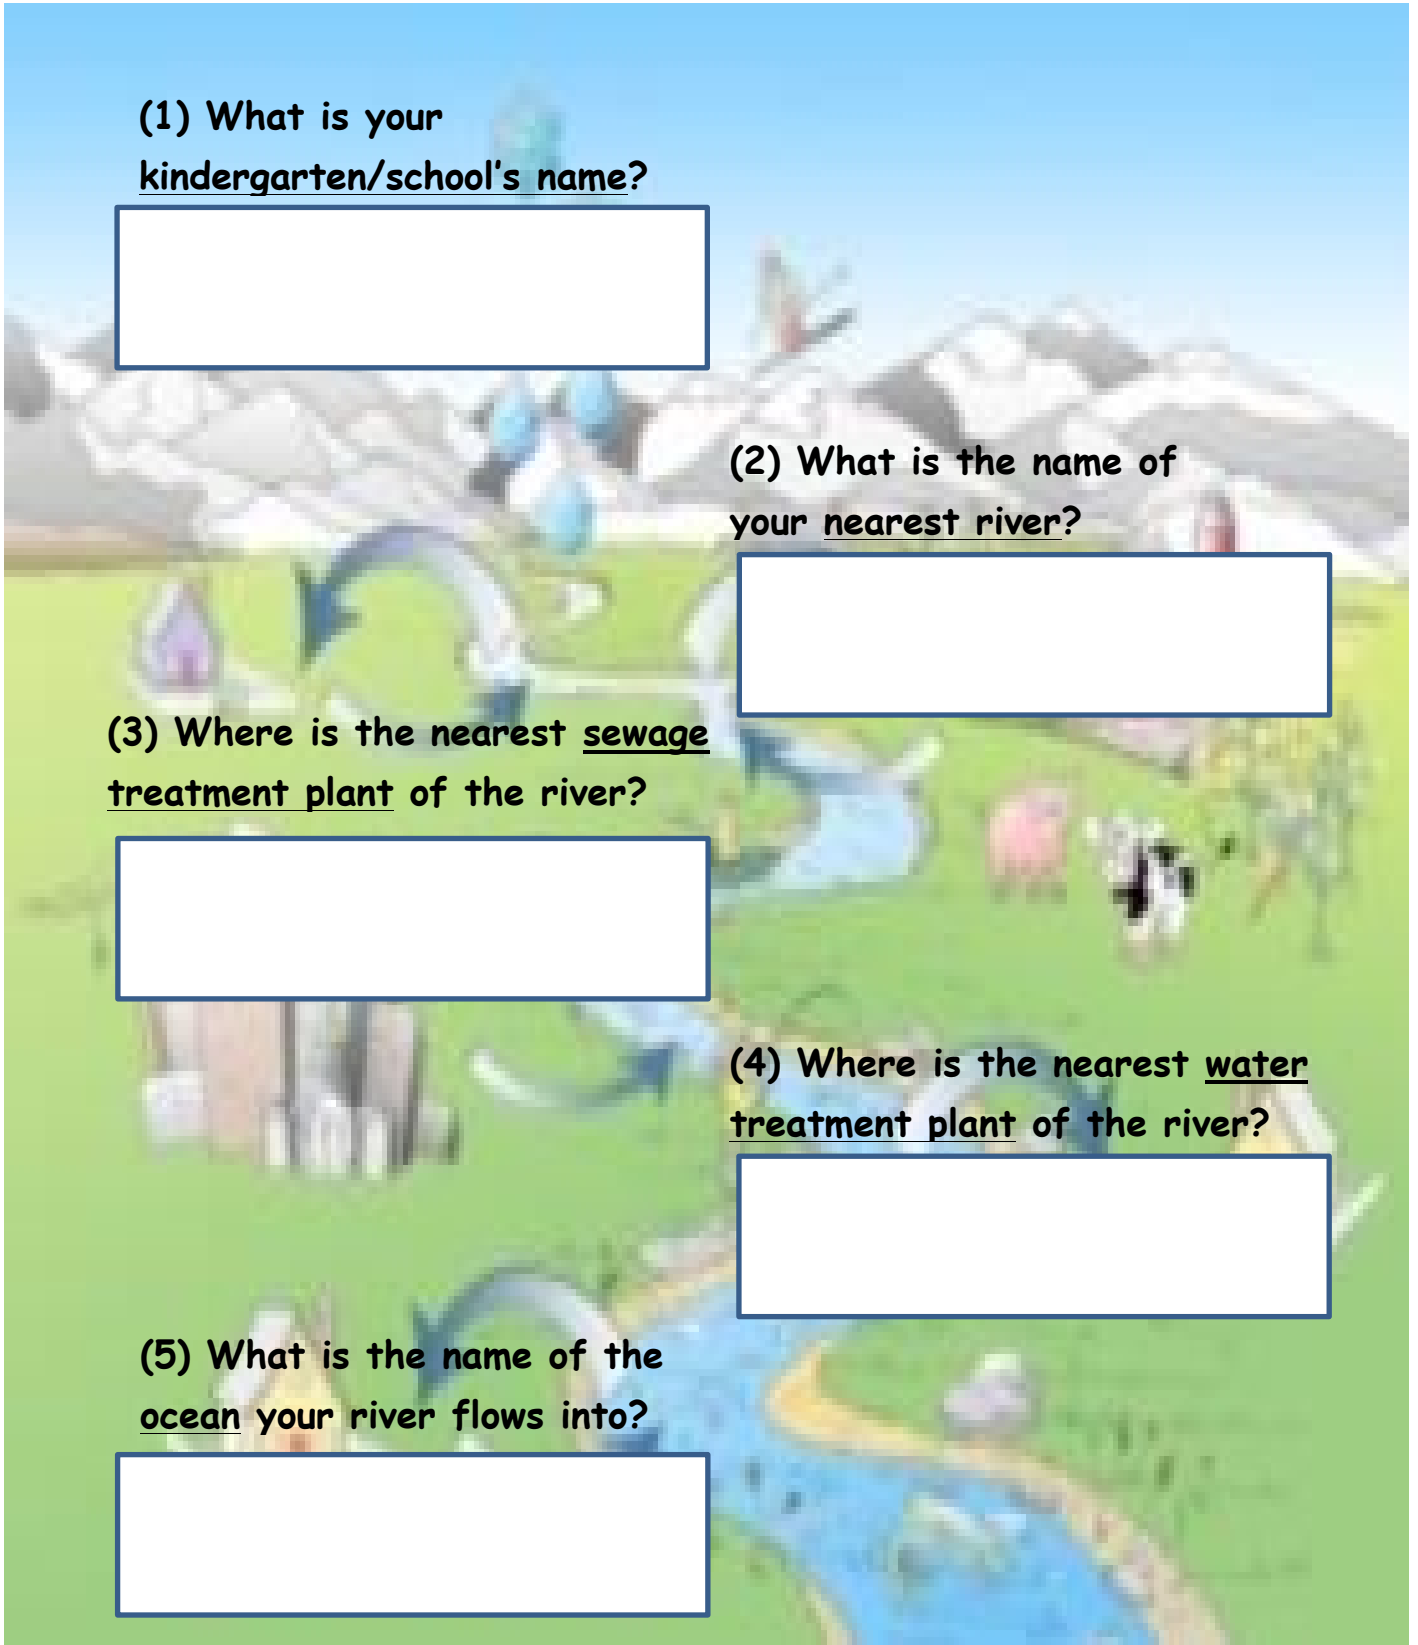 (1) What is your
kindergarten/school's name?
(2) What is the name of
your nearest river?
(3) Where is the nearest sewage
treatment plant of the river?
(4) Where is the nearest water
treatment plant of the river?
(5) What is the name of the
ocean your river flows into?